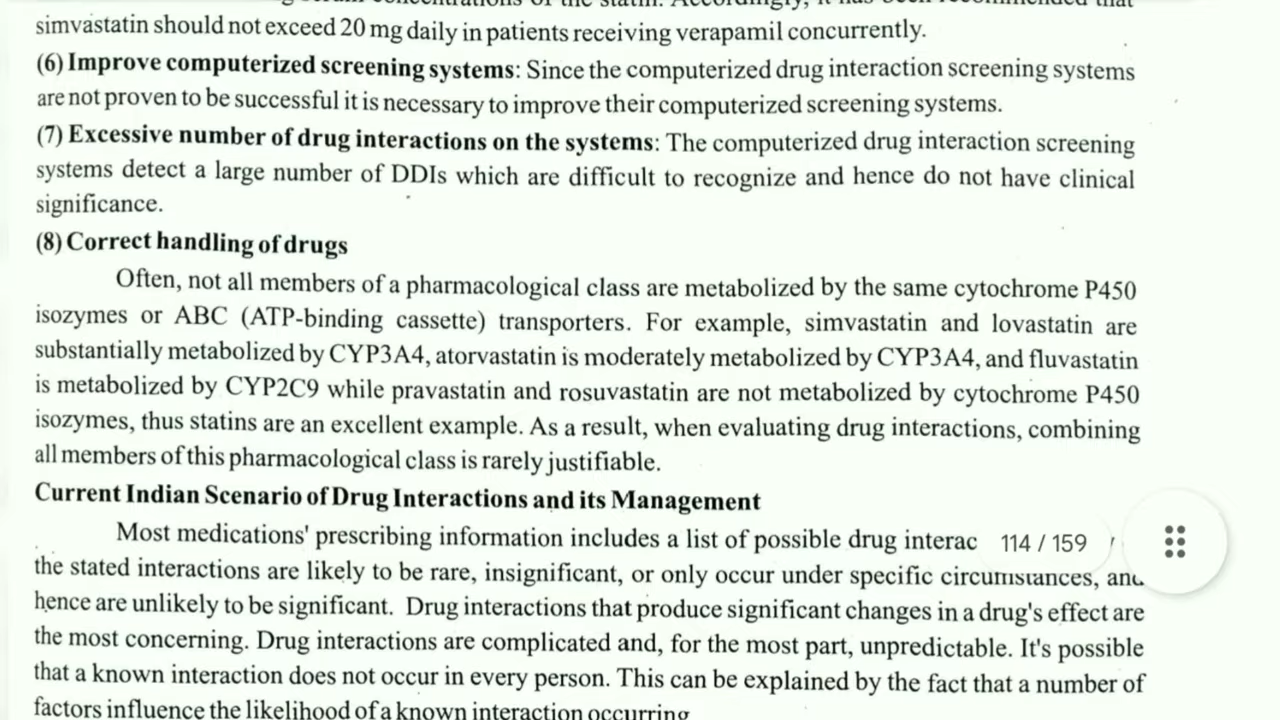 simvastatin should not exceed 20 mg daily in patients receiving verapamil concurrently.
(6) Improve computerized screening systems: Since the computerized drug interaction screening systems
are not proven to be successful it is necessary to improve their computerized screening systems.
(7) Excessive number of drug interactions on the systems: The computerized drug interaction screening
systems detect a large number of DDIs which are difficult to recognize and hence do not have clinical
significance.
(8) Correct handling of drugs
Often, not all members of a pharmacological class are metabolized by the same cytochrome P450
isozymes or ABC (ATP-binding cassette) transporters. For example, simvastatin and lovastatin are
substantially metabolized by CYP3A4, atorvastatin is moderately metabolized by CYP3A4, and fluvastatin
is metabolized by CYP2C9 while pravastatin and rosuvastatin are not metabolized by cytochrome P450
isozymes, thus statins are an excellent example. As a result, when evaluating drug interactions, combining
all members of this pharmacological class is rarely justifiable.
Current Indian Scenario of Drug Interactions and its Management
Most medications' prescribing information includes a list of possible drug interac
114 / 159
the stated interactions are likely to be rare, insignificant, or only occur under specific circumstances, and
hence are unlikely to be significant. Drug interactions that produce significant changes in a drug's effect are
the most concerning. Drug interactions are complicated and, for the most part, unpredictable. It's possible
that a known interaction does not occur in every person. This can be explained by the fact that a number of
factors influence the likelihood of a known interaction occurring